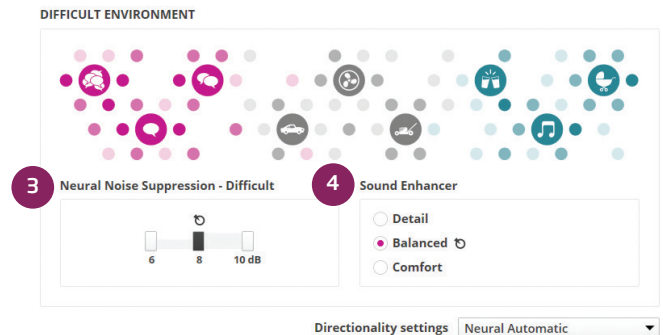 DIFFICULT ENVIRONMENT
3 Neural Noise Suppression - Difficult
6 8 10 dB
4 Sound Enhancer
Detail
Balanced
Comfort
Directionality settings Neural Automatic